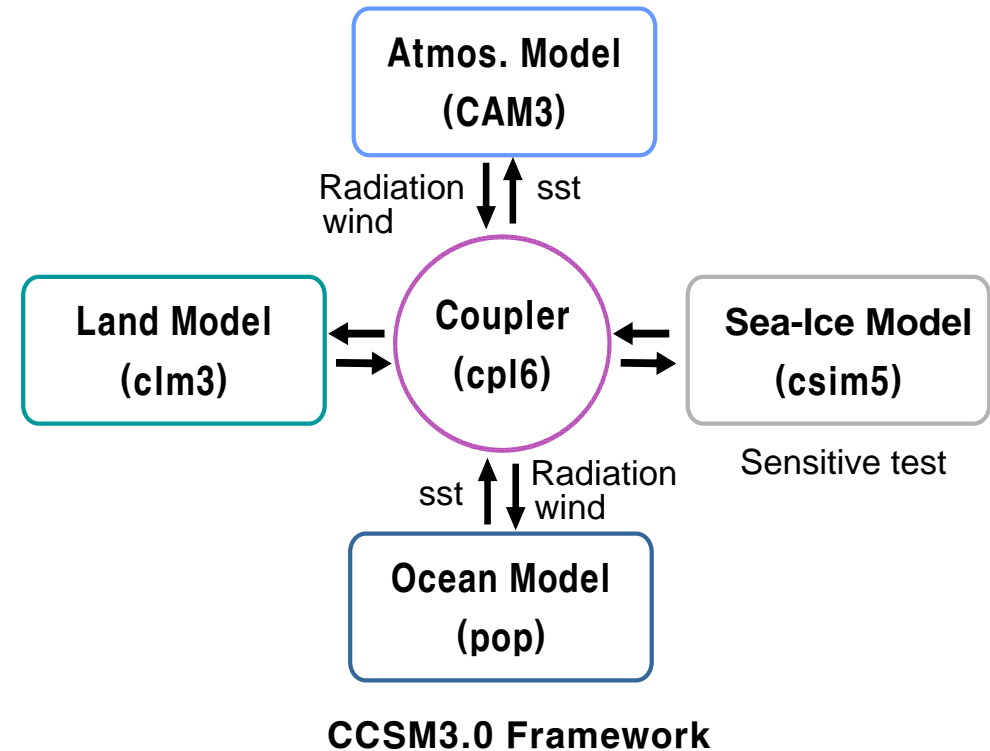 Atmos. Model
(CAM3)
Radiation
wind
sst
Land Model
(clm3)
Coupler
(cpl6)
Sea-Ice Model
(csim5)
Sensitive test
sst
Radiation
wind
Ocean Model
(pop)
CCSM3.0 Framework